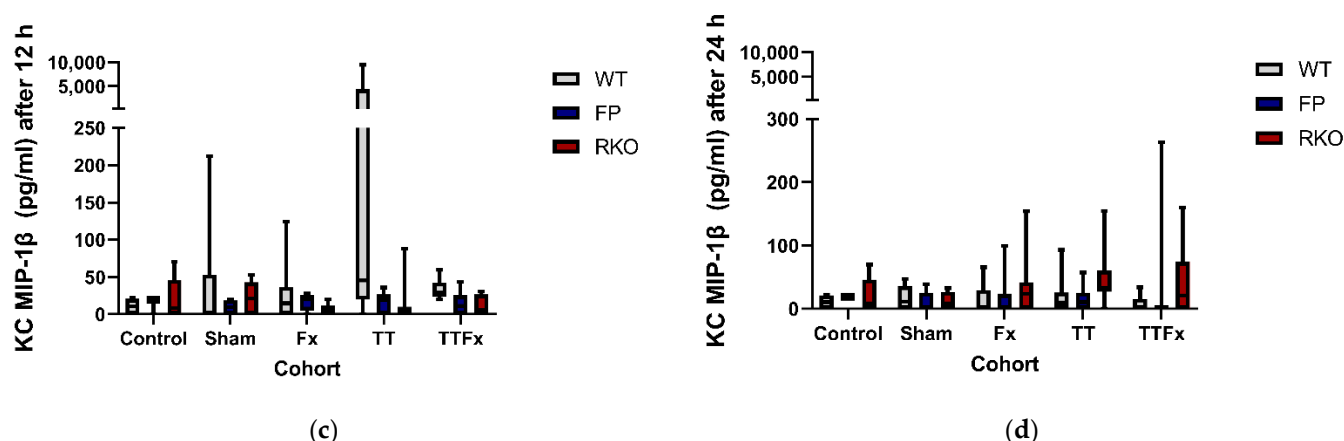 KC MIP-1β (pg/ml) after 12 h
10,000
5,000
250
200
150
100
50
0
Control Sham Fx TT TTFx
Cohort
WT
FP
RKO
(c)
KC MIP-1β (pg/ml) after 24 h
10,000
5,000
300
200
100
0
Control Sham Fx TT TTFx
Cohort
WT
FP
RKO
(d)